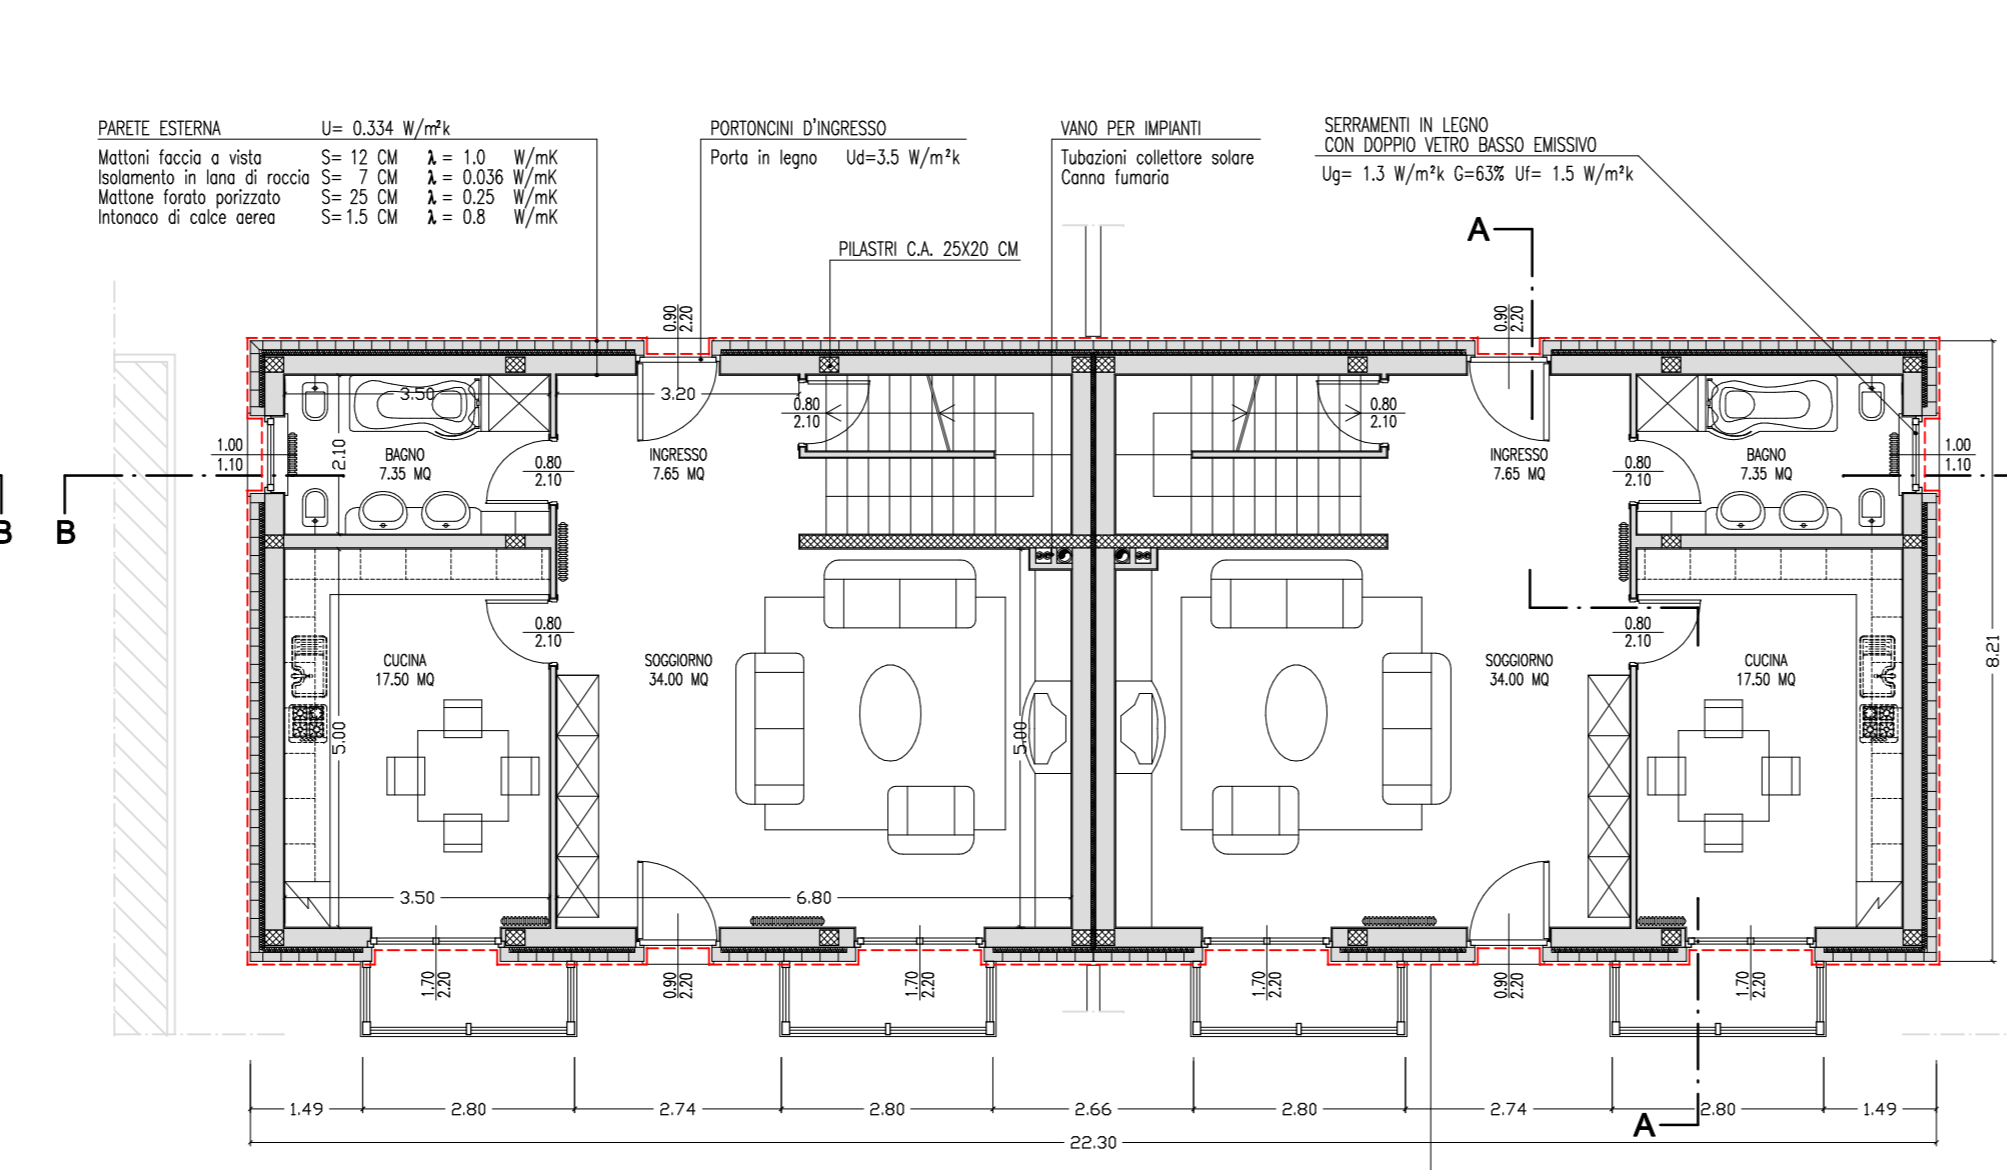 PARETE ESTERNA U= 0.334 W/m²k
Mattoni faccia a vista S= 12 CM λ = 1.0 W/mK
Isolamento in lana di roccia S= 7 CM λ = 0.036 W/mK
Mattone forato porizzato S= 25 CM λ = 0.25 W/mK
Intonaco di calce aerea S= 1.5 CM λ = 0.8 W/mK
PORTONCINI D'INGRESSO
Porta in legno Ud=3.5 W/m²k
VANO PER IMPIANTI
Tubazioni collettore solare
Canna fumaria
SERRAMENTI IN LEGNO
CON DOPPIO VETRO BASSO EMISSIVO
Ug= 1.3 W/m²k G=63% Uf= 1.5 W/m²k
PILASTRI C.A. 25X20 CM
A
0.90
2.20
0.90
2.20
3.50
3.20
0.80
2.10
0.80
2.10
1.00
1.10
2.10
BAGNO
7.35 MQ
0.80
2.10
INGRESSO
7.65 MQ
INGRESSO
7.65 MQ
0.80
2.10
BAGNO
7.35 MQ
1.00
1.10
B
B
0.80
2.10
0.80
2.10
CUCINA
17.50 MQ
SOGGIORNO
34.00 MQ
SOGGIORNO
34.00 MQ
CUCINA
17.50 MQ
8.21
5.00
5.00
3.50
6.80
1.70
2.20
0.90
2.20
1.70
2.20
1.70
2.20
0.90
2.20
1.70
2.20
1.49
2.80
2.74
2.80
2.66
2.80
2.74
2.80
1.49
A
22.30